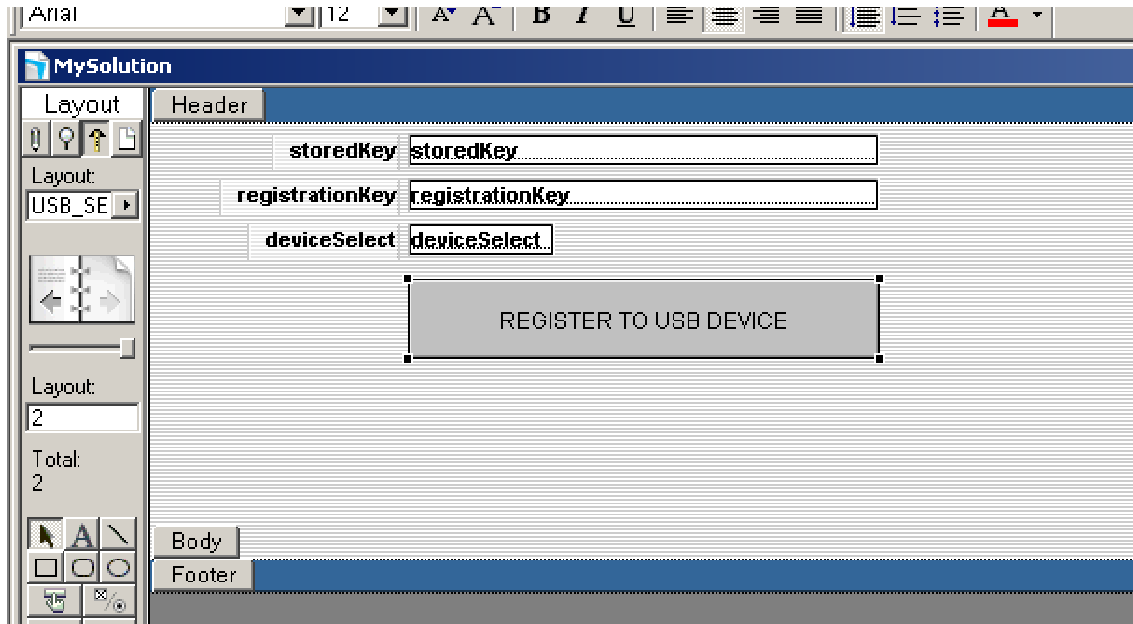 Arial 12 A A B I U A
MySolution
Layout Header
storedKey storedKey
Layout:
USB_SE registrationKey registrationKey
deviceSelect deviceSelect
REGISTER TO USB DEVICE
Layout:
2
Total:
2
A
Body
Footer